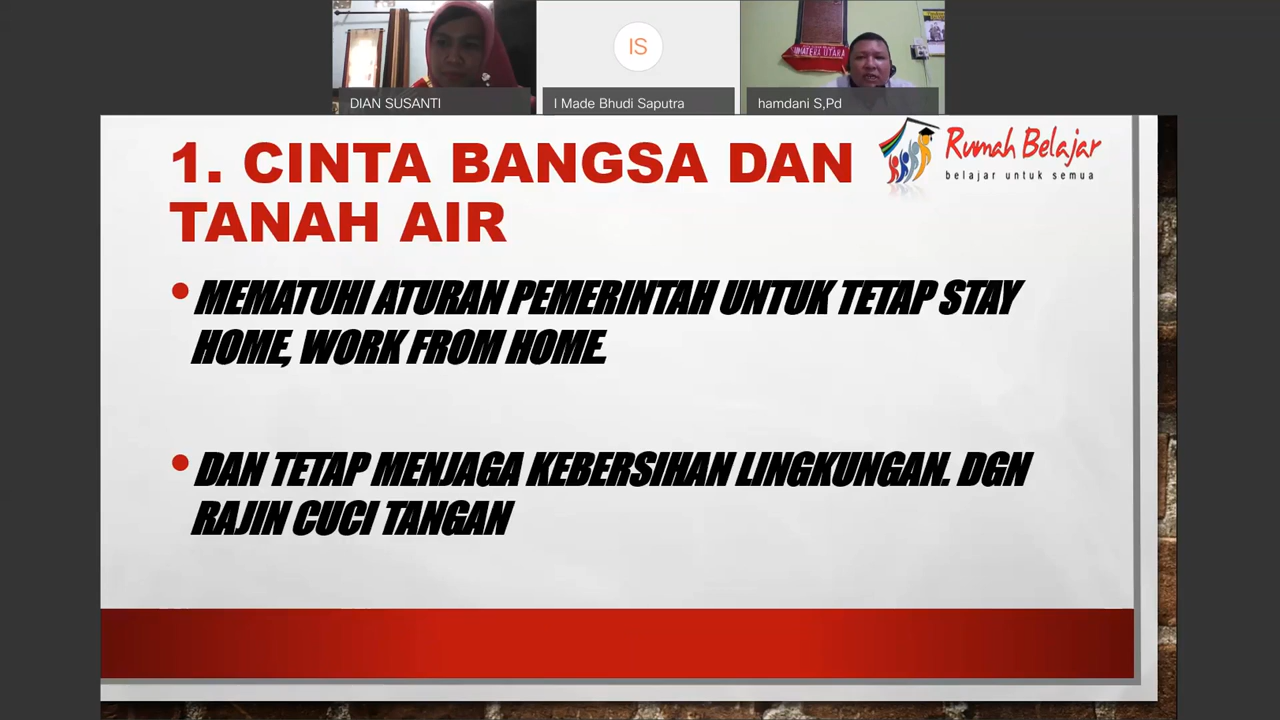 SUMATERA UTARA
IS
DIAN SUSANTI
I Made Bhudi Saputra
hamdani S,Pd
1. CINTA BANGSA DAN
TANAH AIR
Rumah Belajar
belajar untuk semua
MEMATUHI ATURAN PEMERINTAH UNTUK TETAP STAY
HOME, WORK FROM HOME.
DAN TETAP MENJAGA KEBERSIHAN LINGKUNGAN. DGN
RAJIN CUCI TANGAN